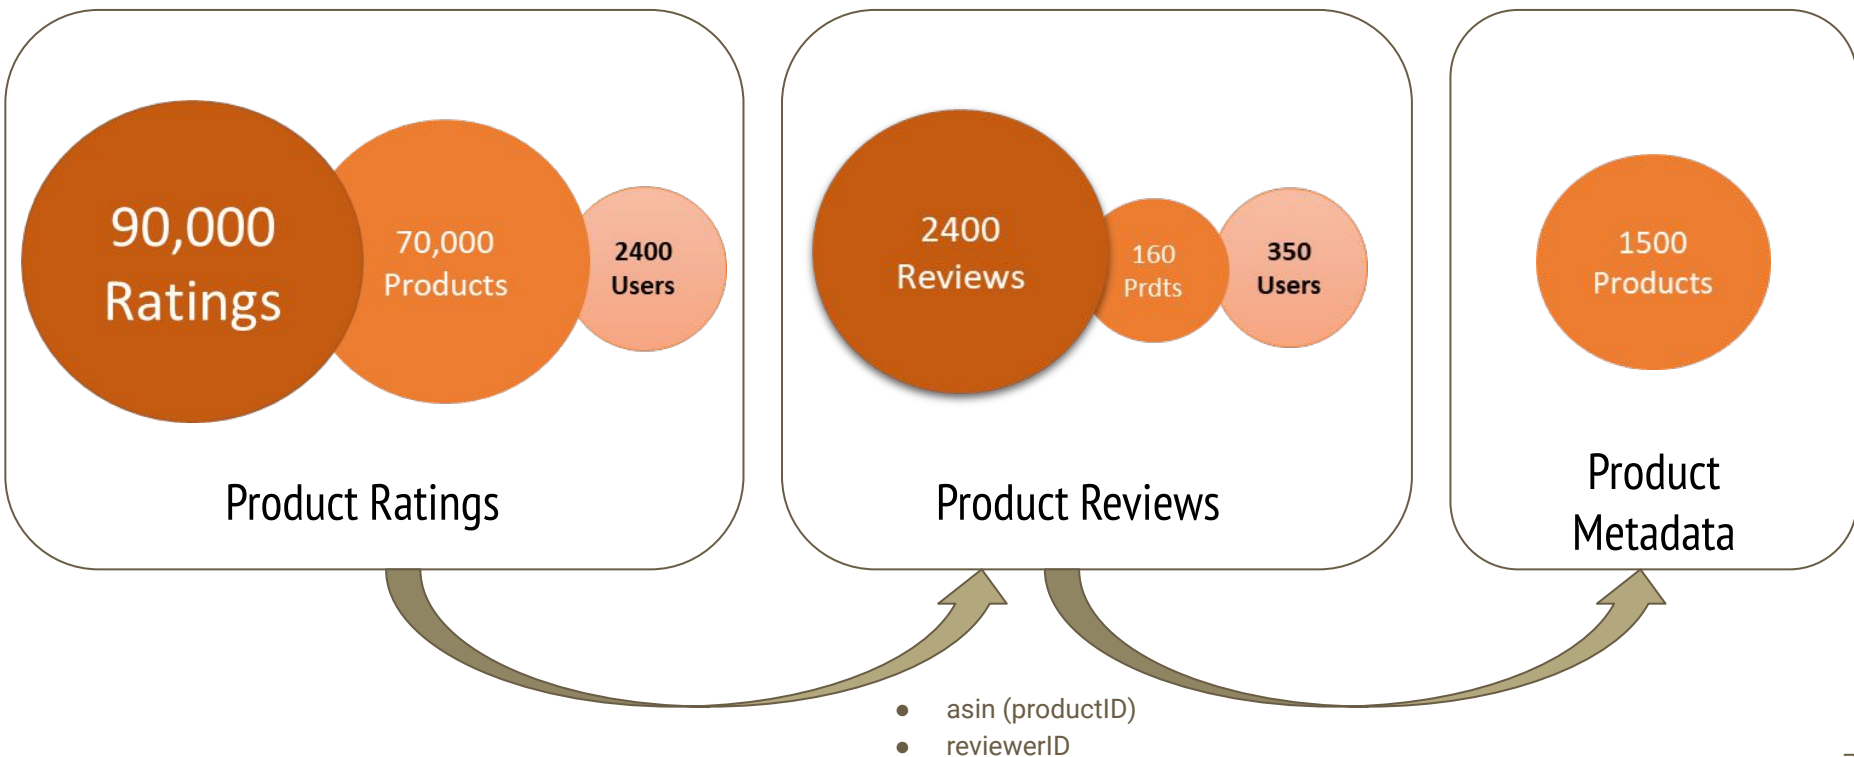 90,000
Ratings
70,000
Products
2400
Users
Product Ratings
2400
Reviews
160
Prdts
350
Users
Product Reviews
1500
Products
Product
Metadata
● asin (productID)
● reviewerID